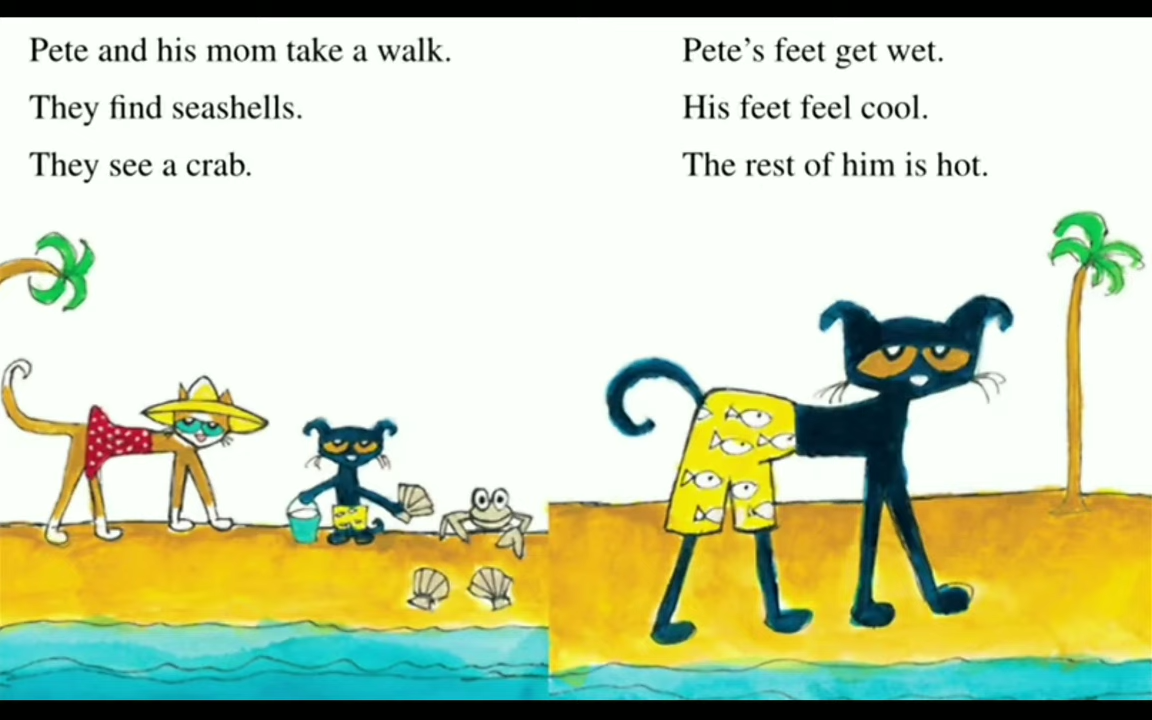 Pete and his mom take a walk.
They find seashells.
They see a crab.
Pete’s feet get wet.
His feet feel cool.
The rest of him is hot.